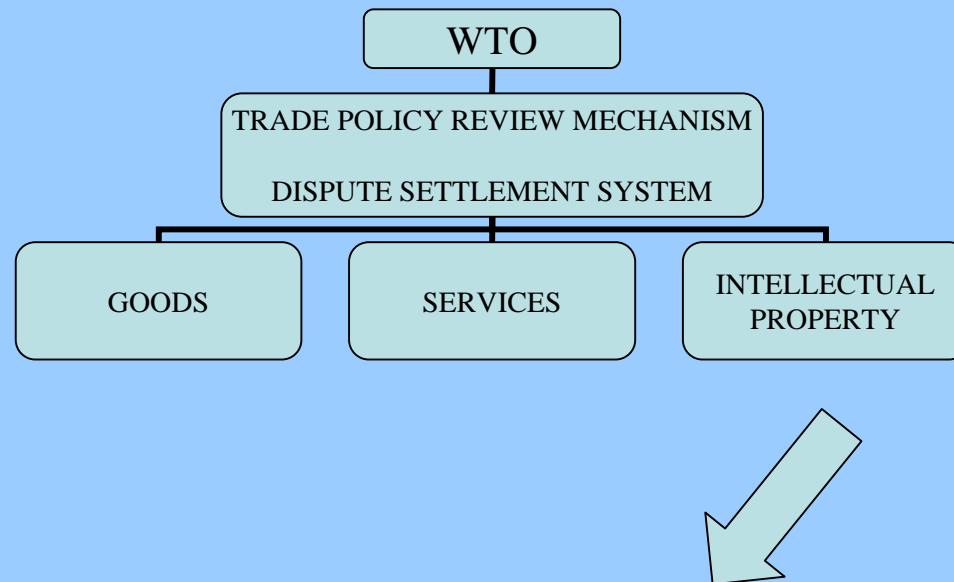 WTO
TRADE POLICY REVIEW MECHANISM
DISPUTE SETTLEMENT SYSTEM
GOODS
SERVICES
INTELLECTUAL
PROPERTY